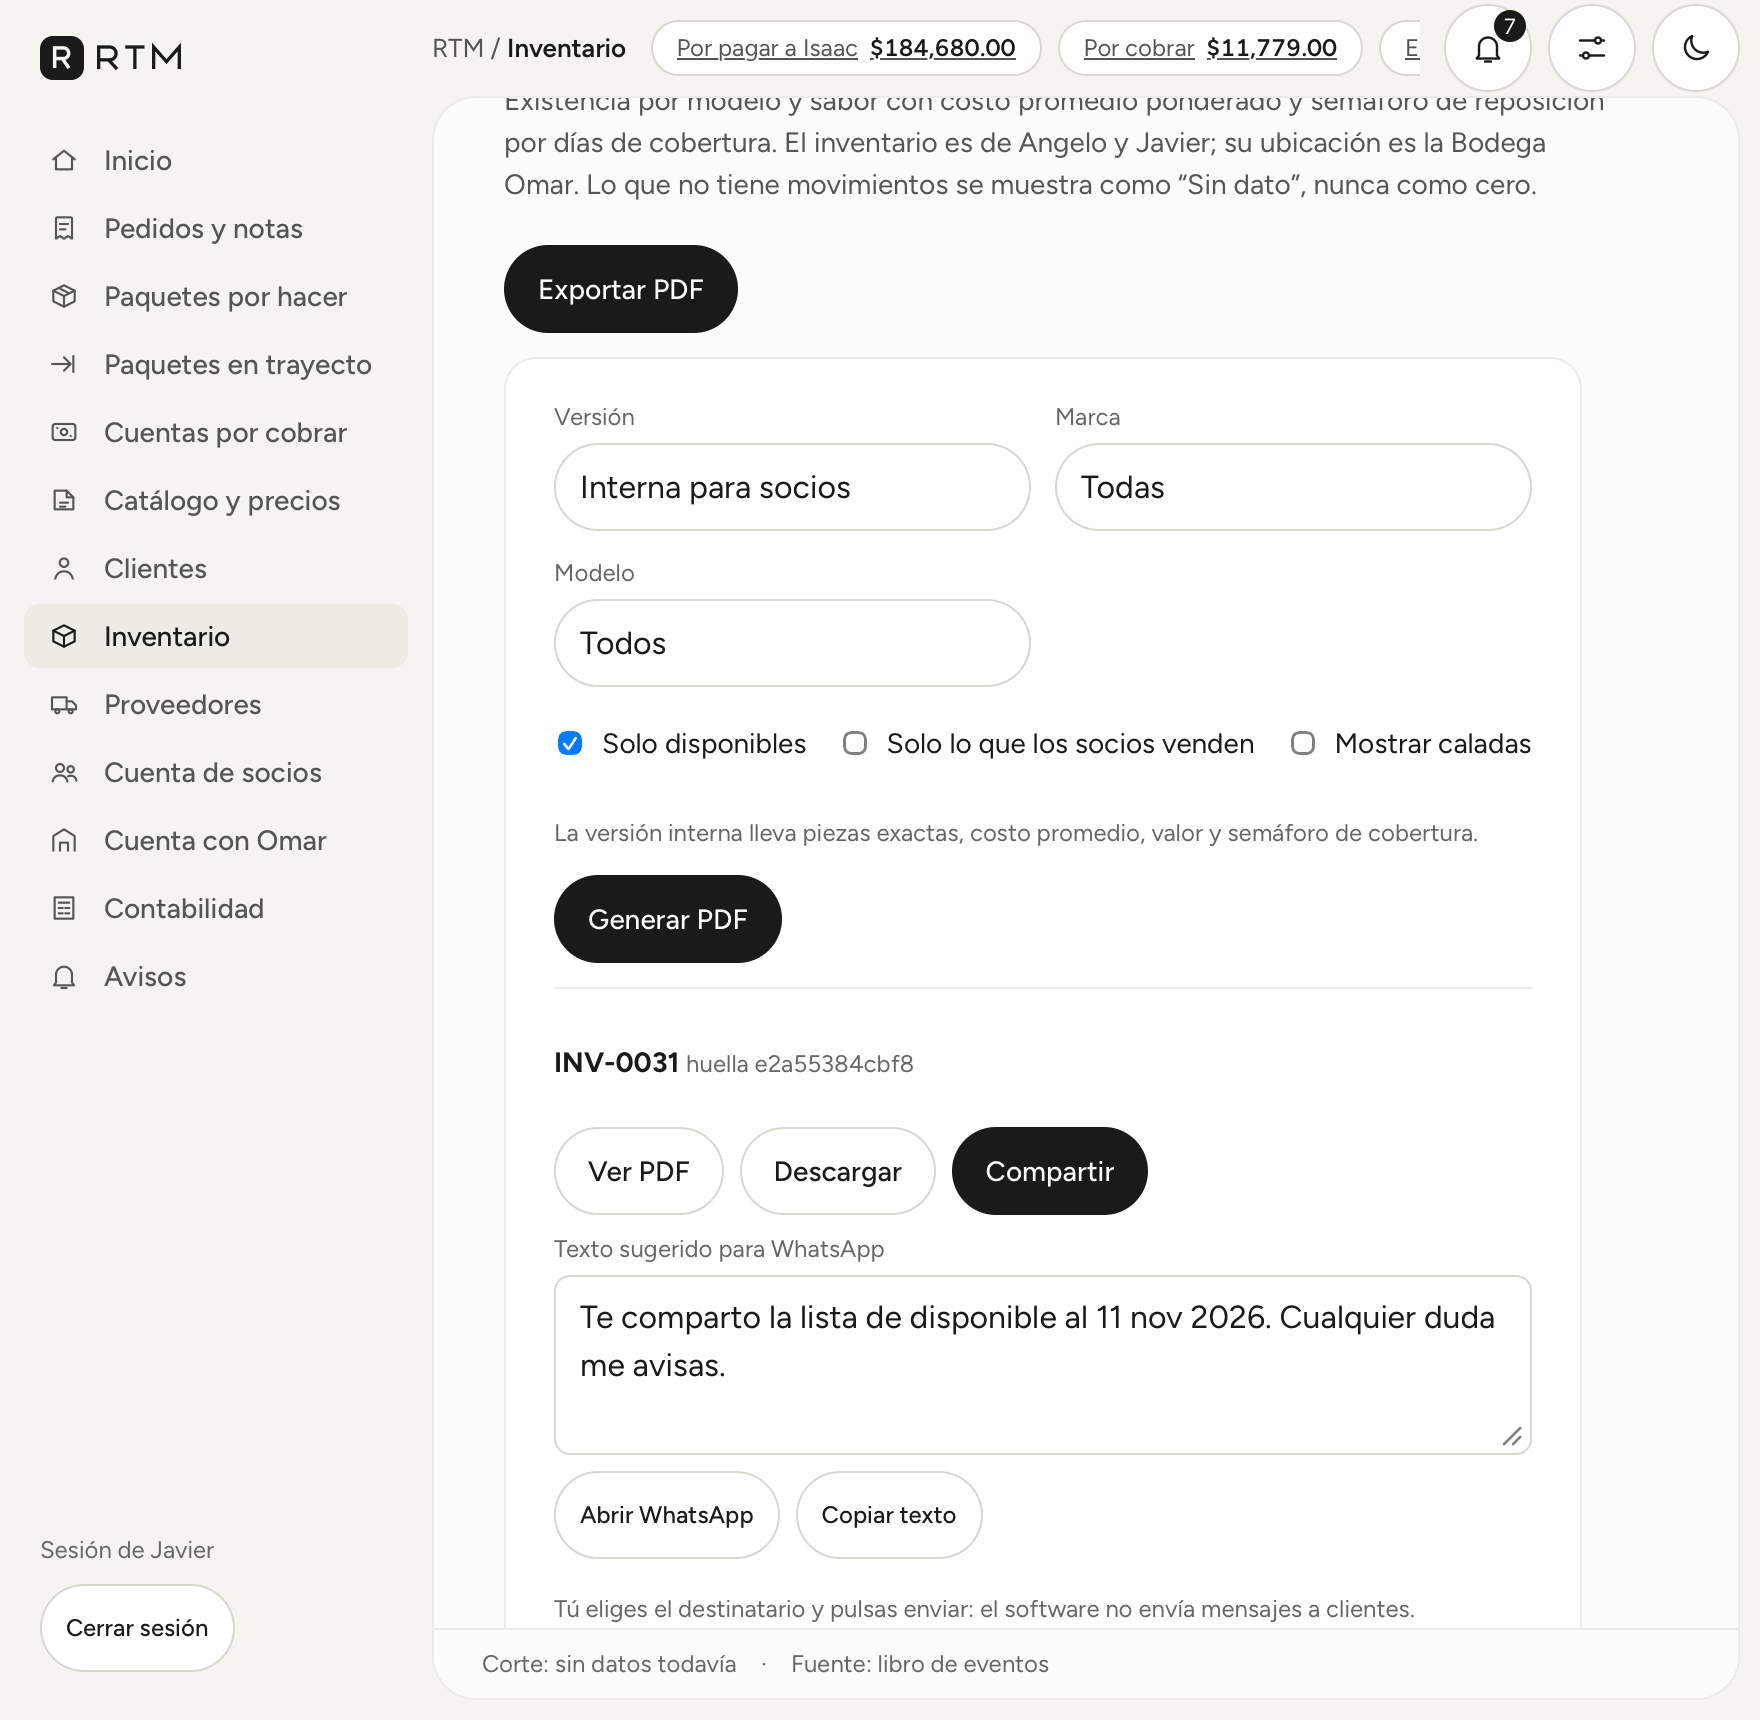 R RTM
RTM / Inventario
Por pagar a Isaac $184,680.00
Por cobrar $11,779.00
E
7
Inicio
Pedidos y notas
Paquetes por hacer
Paquetes en trayecto
Cuentas por cobrar
Catálogo y precios
Clientes
Inventario
Proveedores
Cuenta de socios
Cuenta con Omar
Contabilidad
Avisos
Sesión de Javier
Cerrar sesión
Existencia por modelo y sabor con costo promedio ponderado y semáforo de reposición
por días de cobertura. El inventario es de Angelo y Javier; su ubicación es la Bodega
Omar. Lo que no tiene movimientos se muestra como “Sin dato”, nunca como cero.
Exportar PDF
Versión
Interna para socios
Marca
Todas
Modelo
Todos
Solo disponibles
Solo lo que los socios venden
Mostrar caladas
La versión interna lleva piezas exactas, costo promedio, valor y semáforo de cobertura.
Generar PDF
INV-0031 huella e2a55384cbf8
Ver PDF
Descargar
Compartir
Texto sugerido para WhatsApp
Te comparto la lista de disponible al 11 nov 2026. Cualquier duda
me avisas.
Abrir WhatsApp
Copiar texto
Tú eliges el destinatario y pulsas enviar: el software no envía mensajes a clientes.
Corte: sin datos todavía · Fuente: libro de eventos